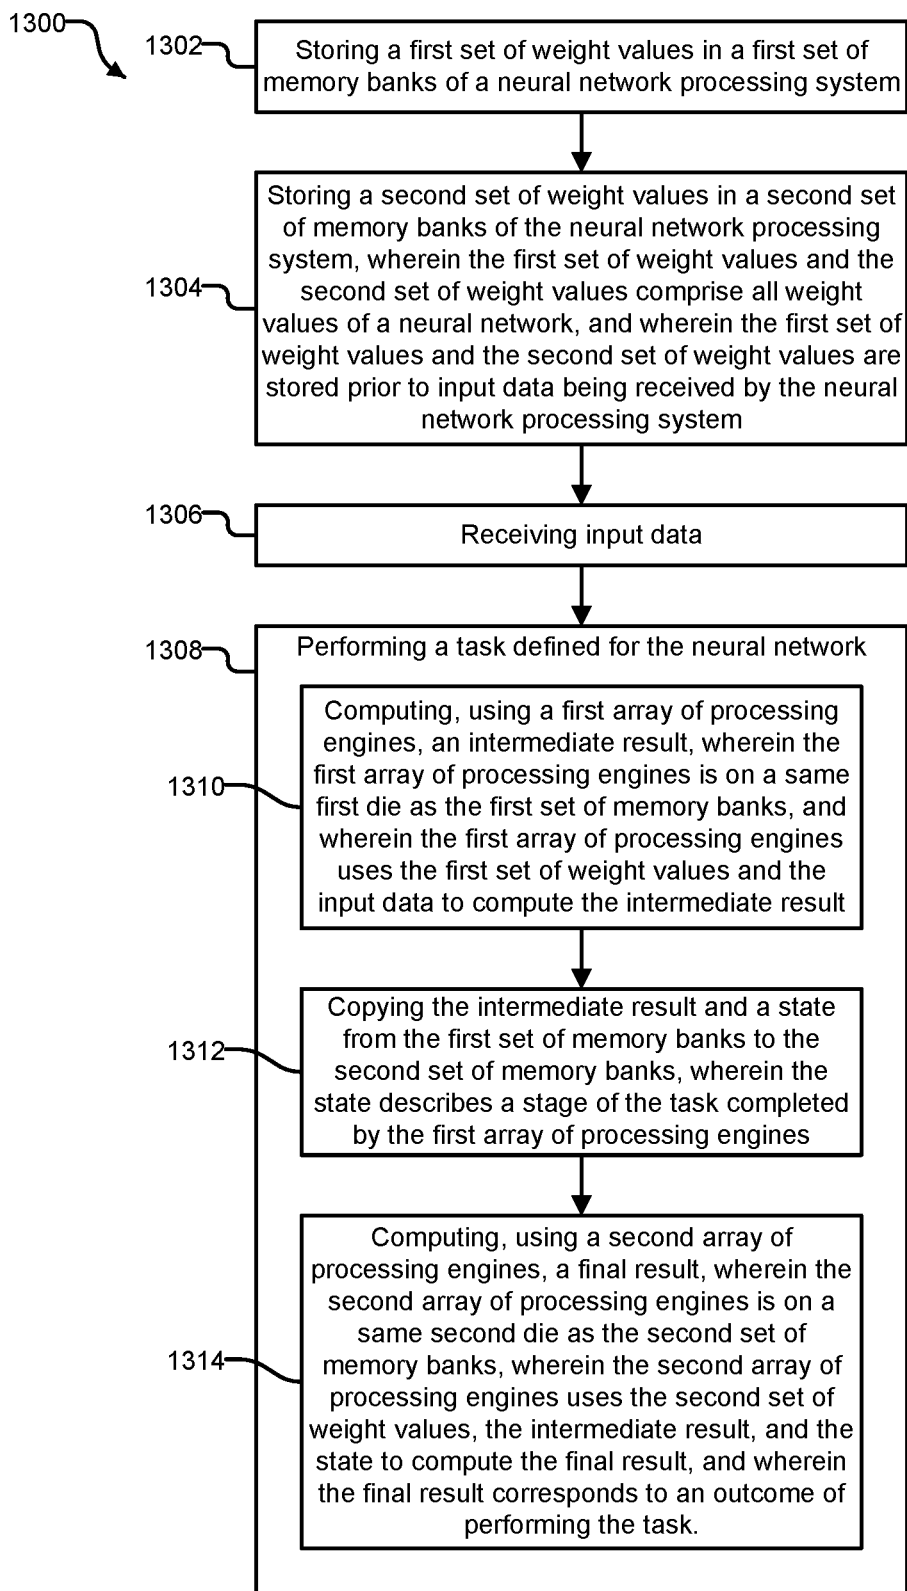 1300
1302
Storing a first set of weight values in a first set of
memory banks of a neural network processing system
1304
Storing a second set of weight values in a second set
of memory banks of the neural network processing
system, wherein the first set of weight values and the
second set of weight values comprise all weight
values of a neural network, and wherein the first set of
weight values and the second set of weight values are
stored prior to input data being received by the neural
network processing system
1306
Receiving input data
1308
Performing a task defined for the neural network
1310
Computing, using a first array of processing
engines, an intermediate result, wherein the
first array of processing engines is on a same
first die as the first set of memory banks, and
wherein the first array of processing engines
uses the first set of weight values and the
input data to compute the intermediate result
1312
Copying the intermediate result and a state
from the first set of memory banks to the
second set of memory banks, wherein the
state describes a stage of the task completed
by the first array of processing engines
1314
Computing, using a second array of
processing engines, a final result, wherein the
second array of processing engines is on a
same second die as the second set of
memory banks, wherein the second array of
processing engines uses the second set of
weight values, the intermediate result, and the
state to compute the final result, and wherein
the final result corresponds to an outcome of
performing the task.